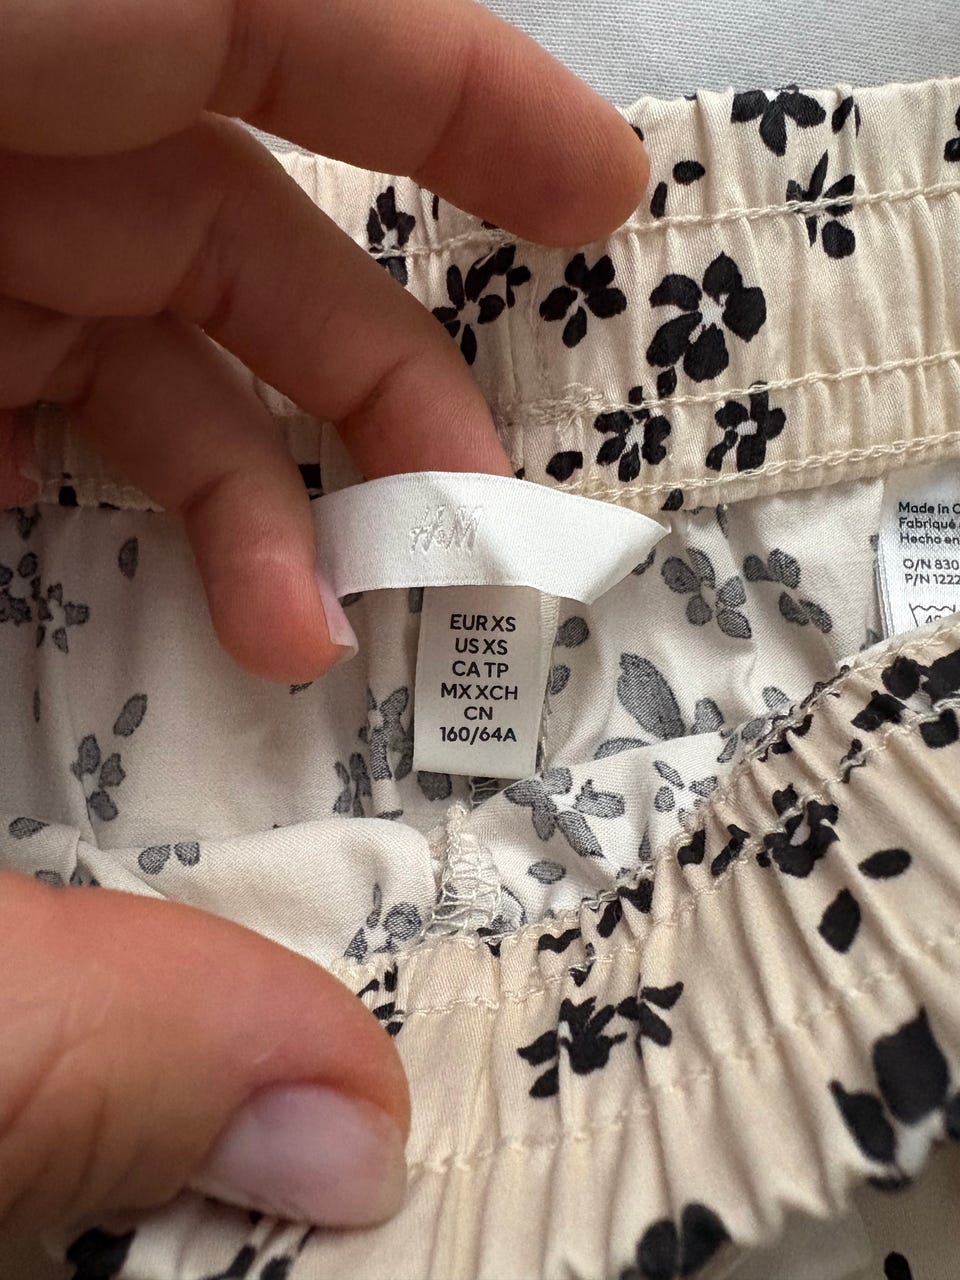 H&M
EUR XS
US XS
CA TP
MX XCH
CN
160/64A
Made in
Fabriqué
Hecho en
O/N 830
P/N 1222